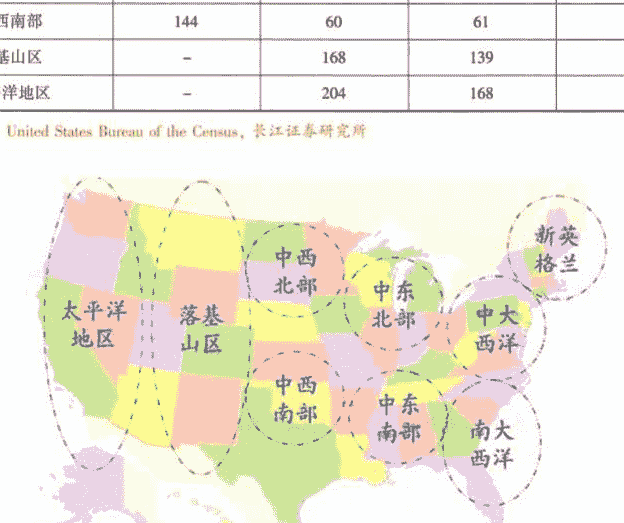 西南部 144 60 61
基山区 – 168 139
洋地区 – 204 168
United States Bureau of the Census, 长江证券研究所
新英
格兰
中西
北部
中东
北部
太平洋
地区
落基
山区
中大
西洋
中西
南部
中东
南部
南大
西洋